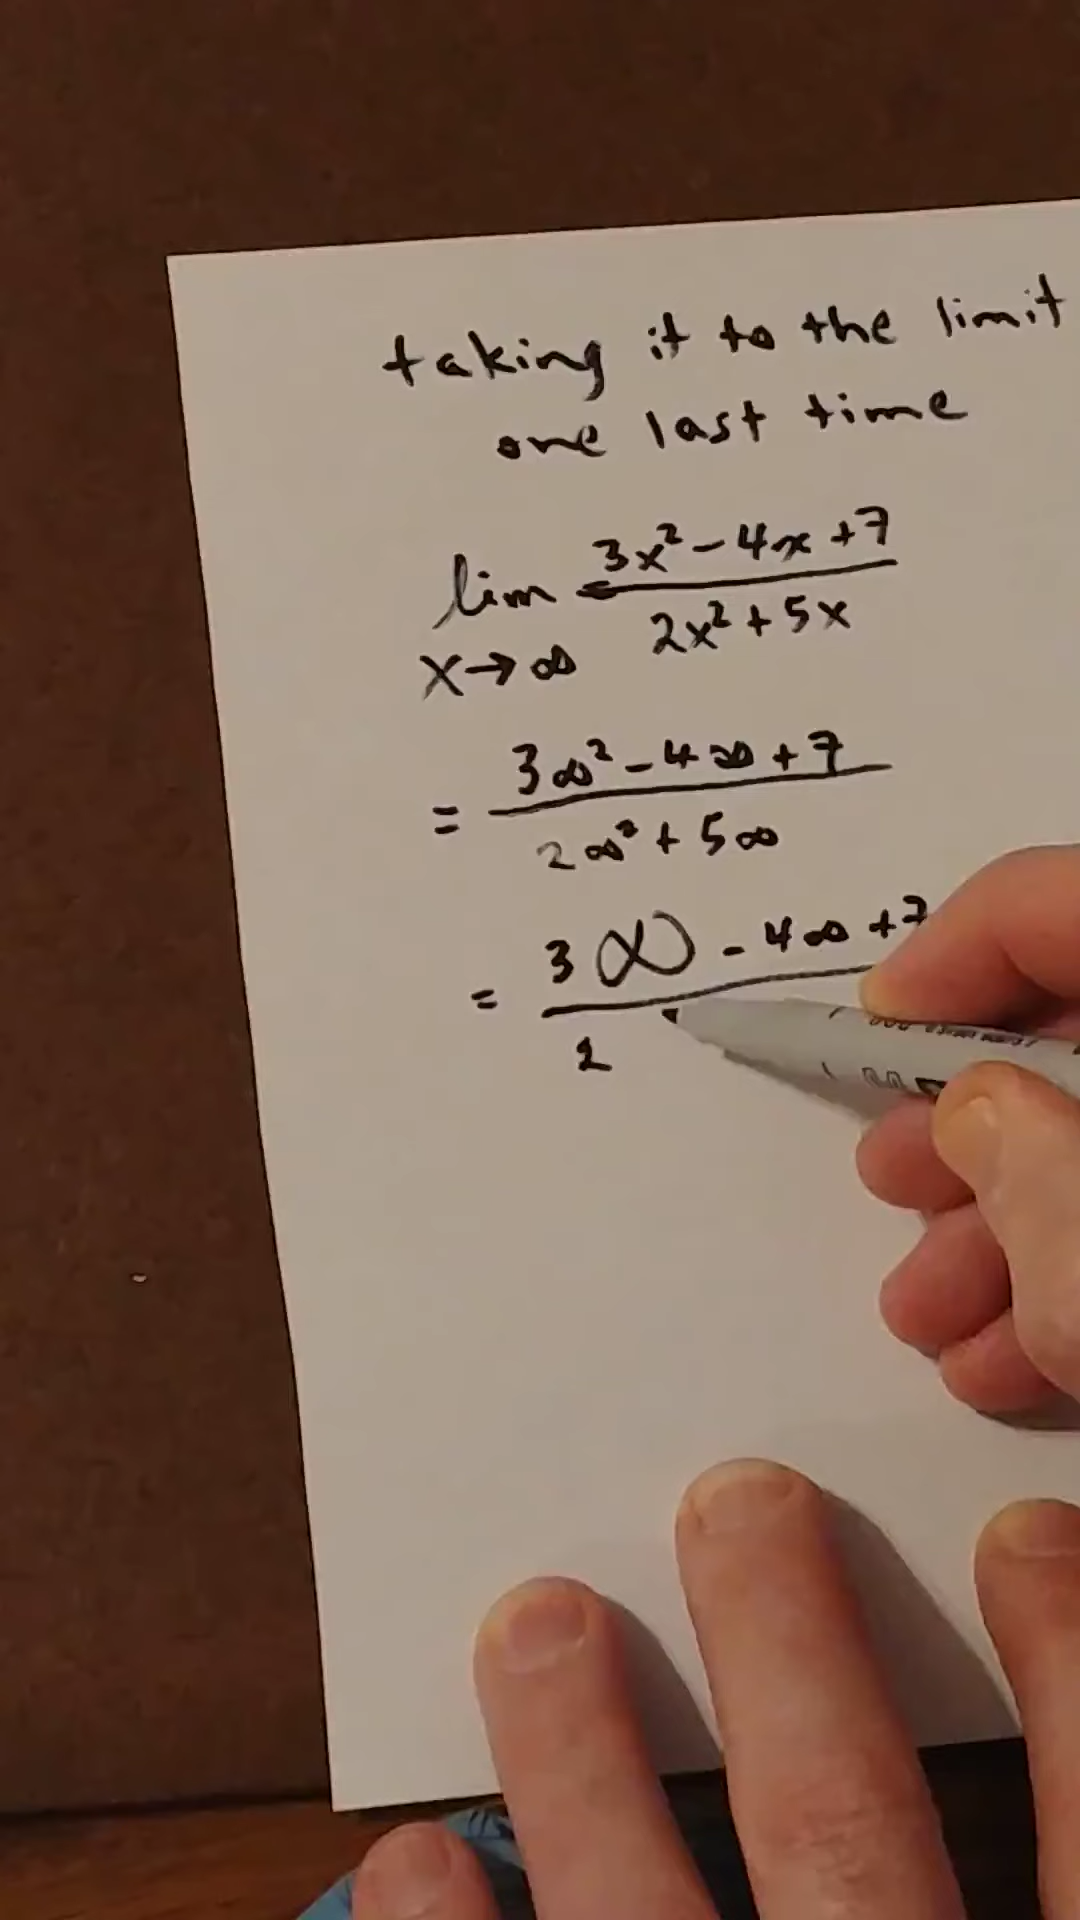 taking it to the limit
one last time
lim x→∞ (3x² - 4x + 7) / (2x² + 5x)
= (3∞² - 4∞ + 7) / (2∞² + 5∞)
= 3∞ - 4∞ + 7
2